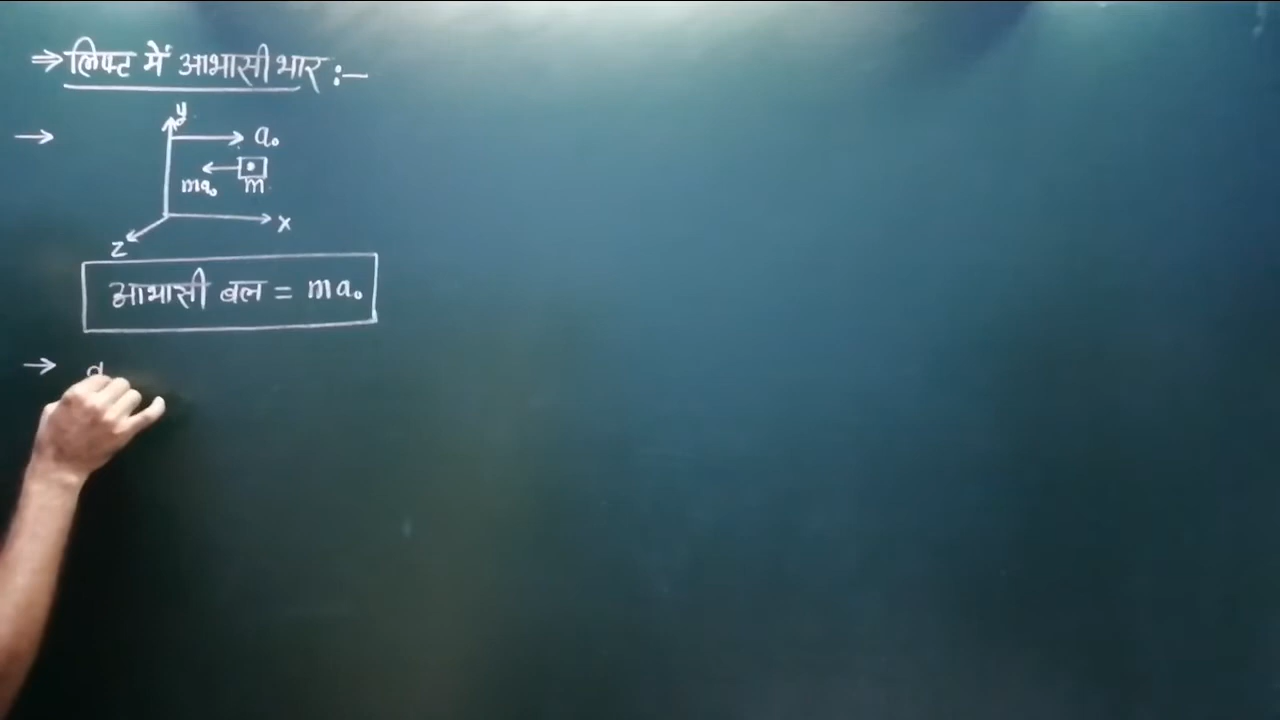 ⇒ लिफ्ट में आभासी भार :—
→
y
a₀
ma₀ m
x
z
आभासी बल = ma₀
→